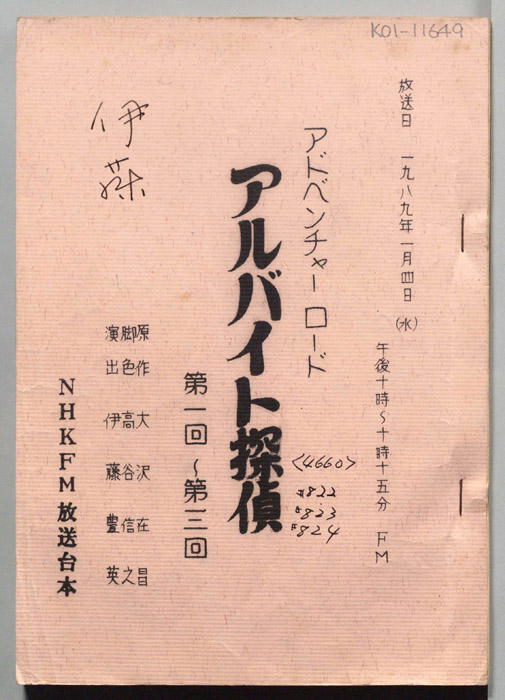 K01-11649
放送日 一九八九年一月四日(水)
午後十時〜十時十五分 FM
アドベンチャーロード
アルバイト探偵
<4660>
#822
#823
#824
第一回〜第三回
原作 大沢在昌
脚色 高谷信之
演出 伊藤豊英
伊藤
NHKFM放送台本